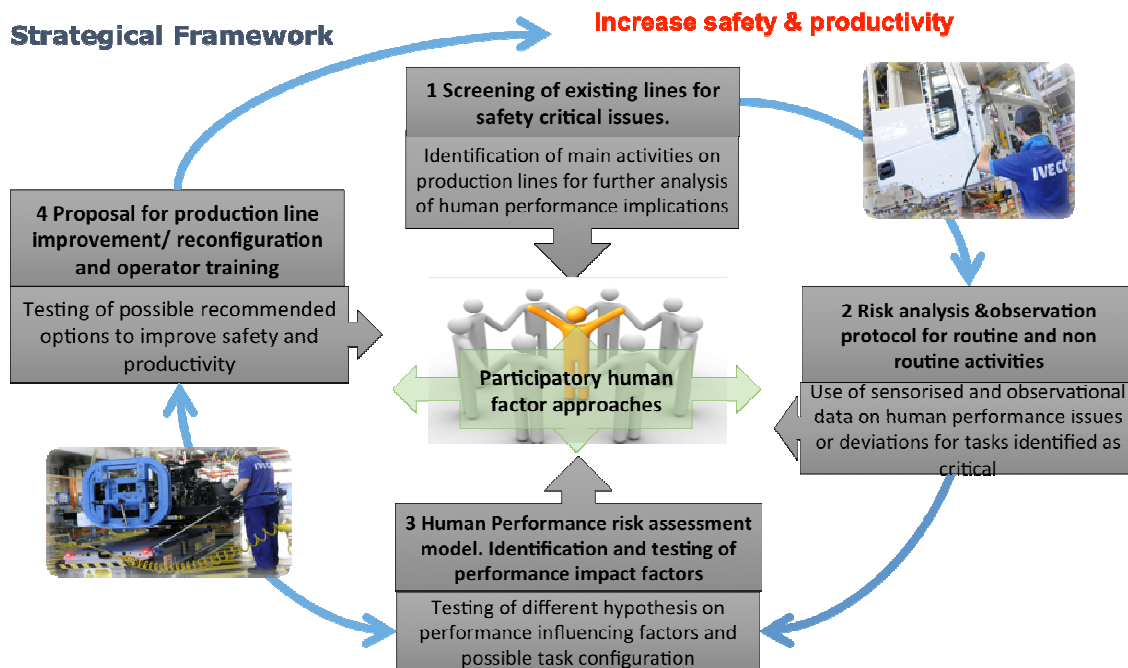 Strategical Framework
Increase safety & productivity
1 Screening of existing lines for
safety critical issues.
Identification of main activities on
production lines for further analysis
of human performance implications
IVECO
2 Risk analysis &observation
protocol for routine and non
routine activities
Use of sensorised and observational
data on human performance issues
or deviations for tasks identified as
critical
3 Human Performance risk assessment
model. Identification and testing of
performance impact factors
Testing of different hypothesis on
performance influencing factors and
possible task configuration
4 Proposal for production line
improvement/ reconfiguration
and operator training
Testing of possible recommended
options to improve safety and
productivity
Participatory human
factor approaches
IVECO